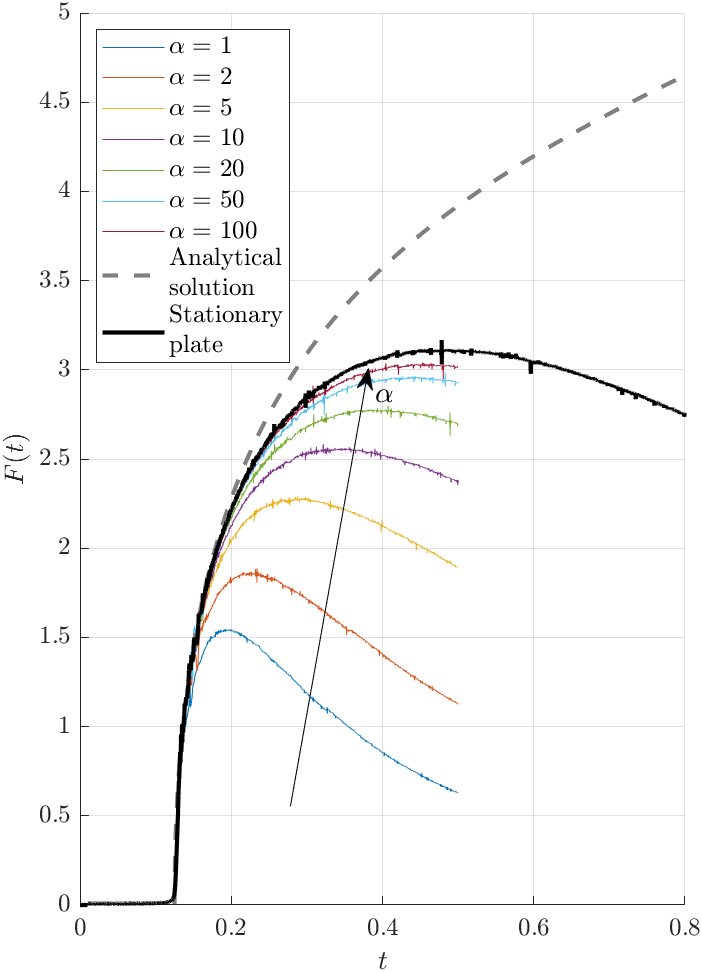 5
4.5
4
3.5
3
2.5
2
1.5
1
0.5
0
F(t)
α = 1
α = 2
α = 5
α = 10
α = 20
α = 50
α = 100
Analytical
solution
Stationary
plate
α
0
0.2
0.4
0.6
0.8
t